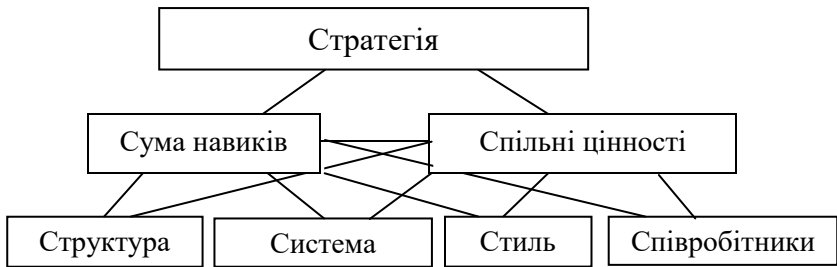 Стратегія
Сума навиків
Спільні цінності
Структура
Система
Стиль
Співробітники